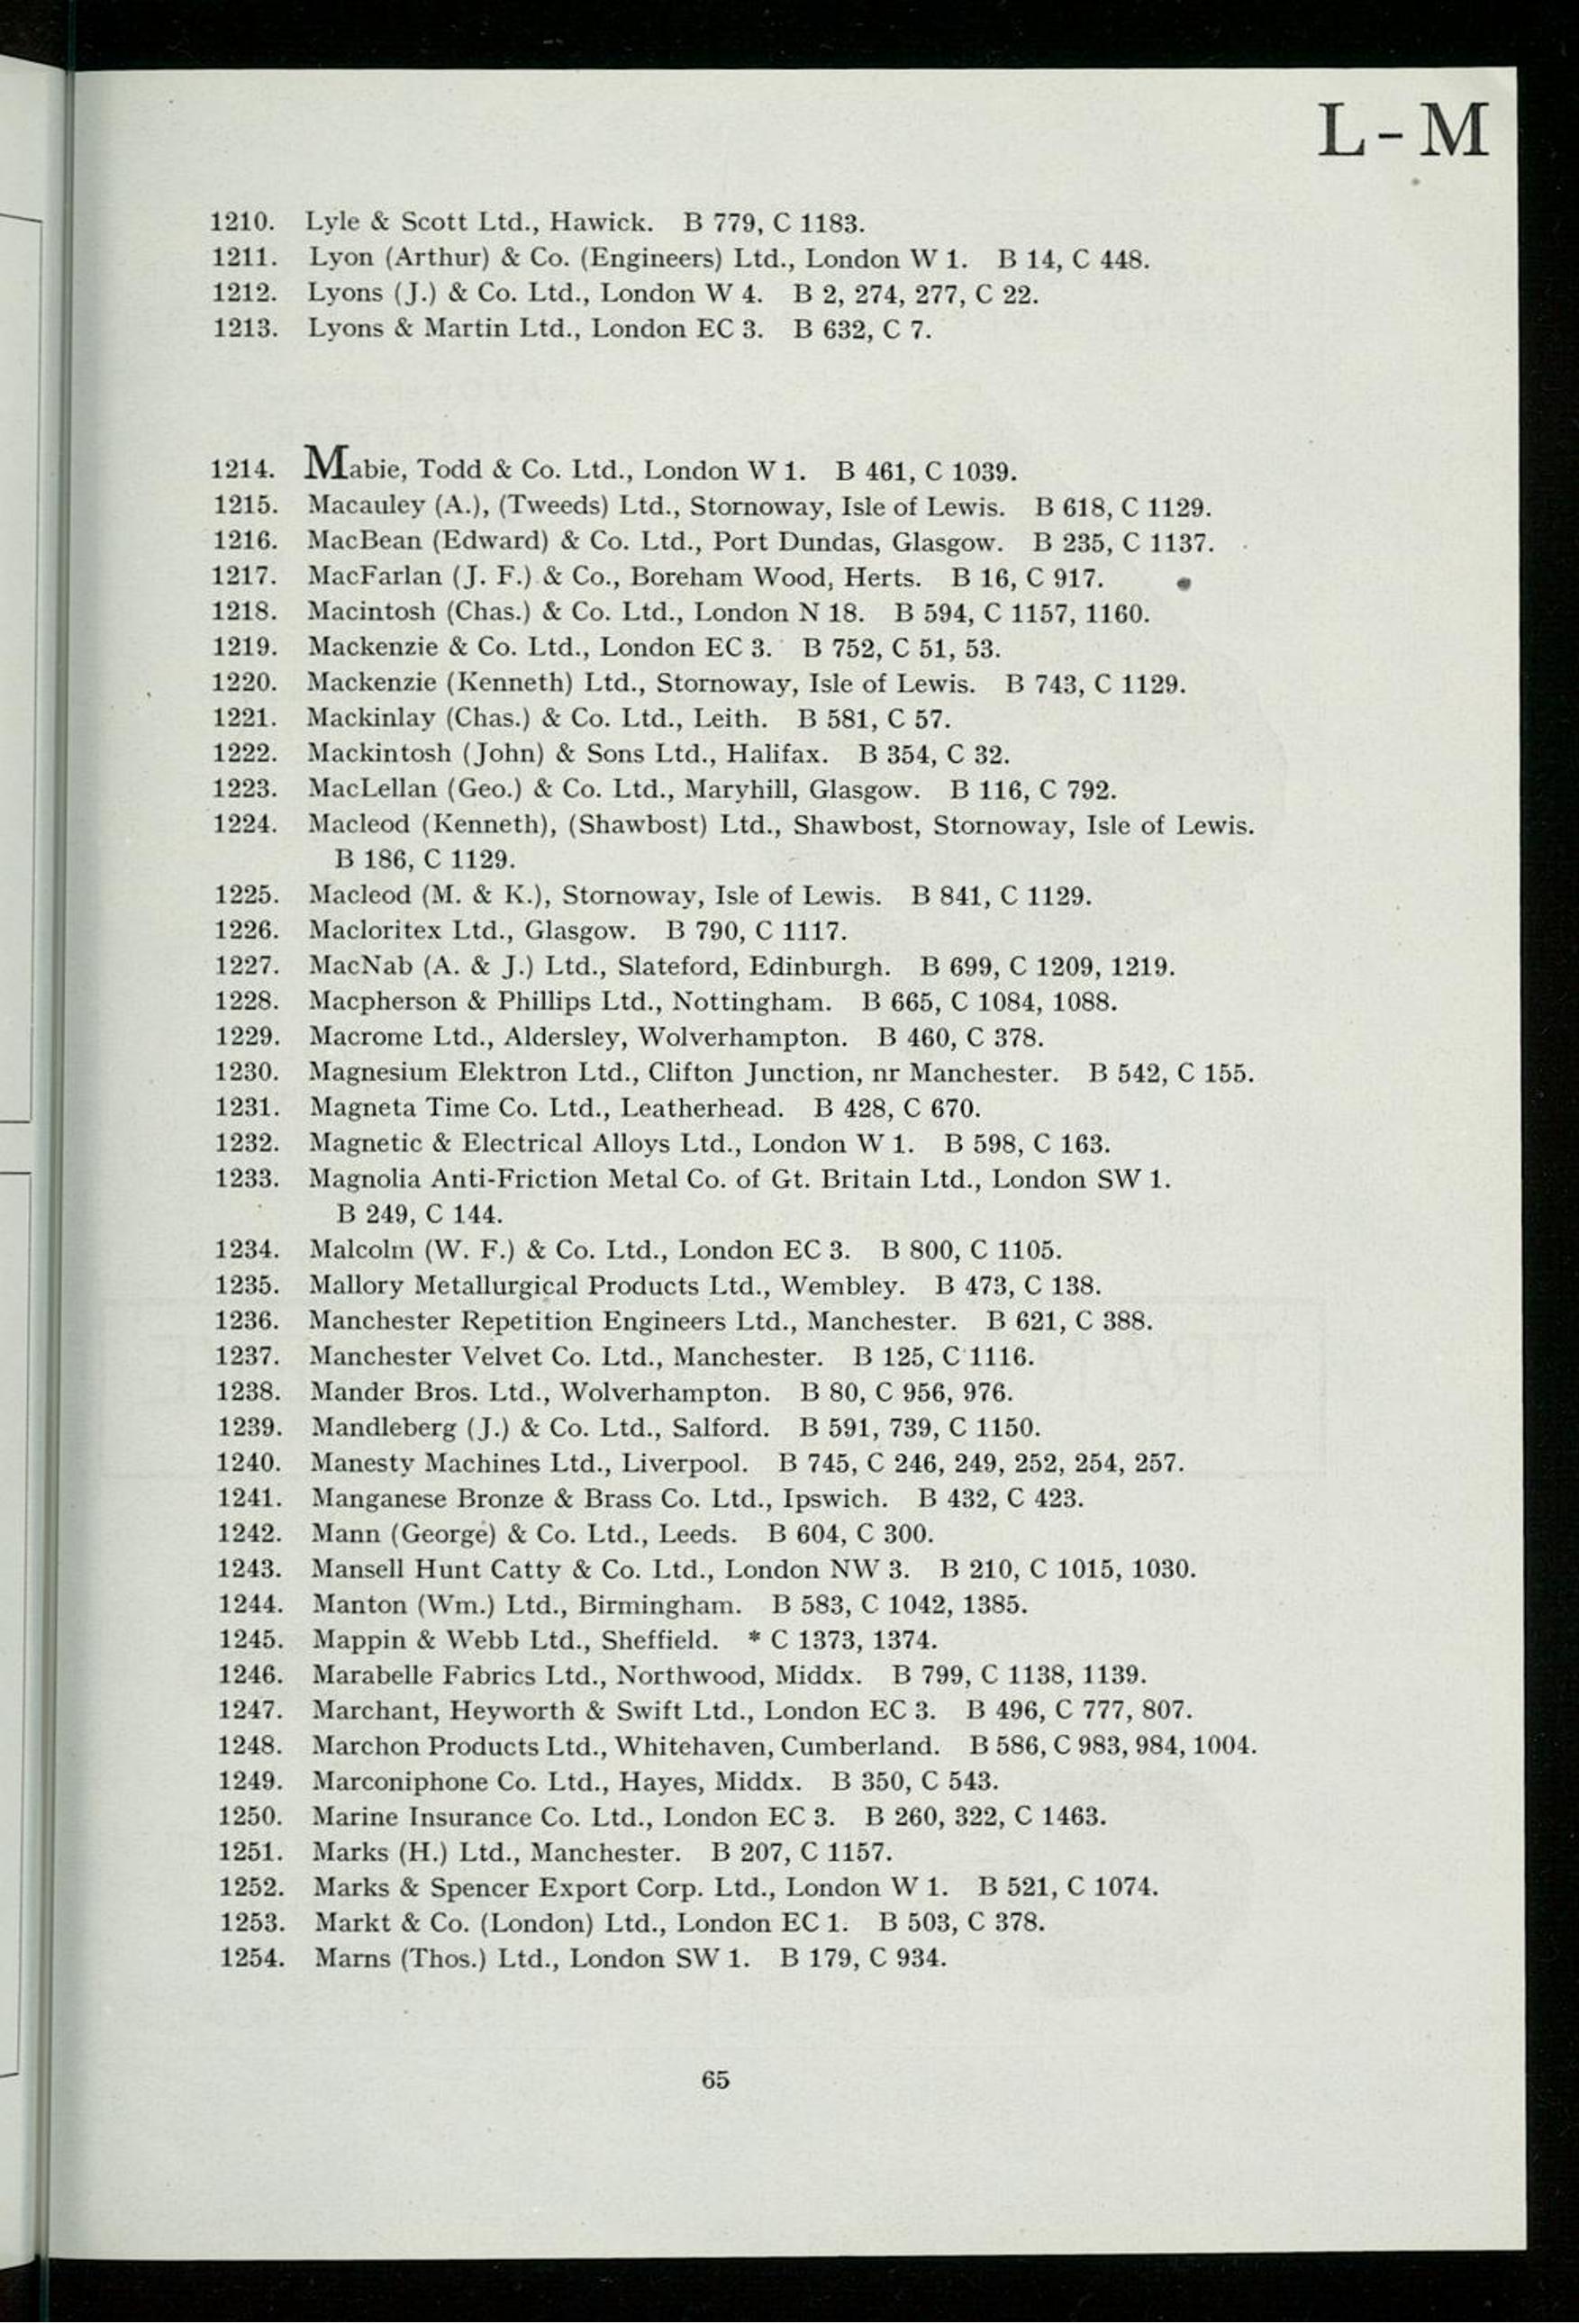 L-M
1210. Lyle & Scott Ltd., Hawick. B 779, C 1183.
1211. Lyon (Arthur) & Co. (Engineers) Ltd., London W 1. B 14, C 448.
1212. Lyons (J.) & Co. Ltd., London W 4. B 2, 274, 277, C 22.
1213. Lyons & Martin Ltd., London EC 3. B 632, C 7.
1214. Mabie, Todd & Co. Ltd., London W 1. B 461, C 1039.
1215. Macauley (A.), (Tweeds) Ltd., Stornoway, Isle of Lewis. B 618, C 1129.
1216. MacBean (Edward) & Co. Ltd., Port Dundas, Glasgow. B 235, C 1137.
1217. MacFarlan (J. F.) & Co., Boreham Wood, Herts. B 16, C 917.
1218. Macintosh (Chas.) & Co. Ltd., London N 18. B 594, C 1157, 1160.
1219. Mackenzie & Co. Ltd., London EC 3. B 752, C 51, 53.
1220. Mackenzie (Kenneth) Ltd., Stornoway, Isle of Lewis. B 743, C 1129.
1221. Mackinlay (Chas.) & Co. Ltd., Leith. B 581, C 57.
1222. Mackintosh (John) & Sons Ltd., Halifax. B 354, C 32.
1223. MacLellan (Geo.) & Co. Ltd., Maryhill, Glasgow. B 116, C 792.
1224. Macleod (Kenneth), (Shawbost) Ltd., Shawbost, Stornoway, Isle of Lewis.
B 186, C 1129.
1225. Macleod (M. & K.), Stornoway, Isle of Lewis. B 841, C 1129.
1226. Macloritex Ltd., Glasgow. B 790, C 1117.
1227. MacNab (A. & J.) Ltd., Slateford, Edinburgh. B 699, C 1209, 1219.
1228. Macpherson & Phillips Ltd., Nottingham. B 665, C 1084, 1088.
1229. Macrome Ltd., Aldersley, Wolverhampton. B 460, C 378.
1230. Magnesium Elektron Ltd., Clifton Junction, nr Manchester. B 542, C 155.
1231. Magneta Time Co. Ltd., Leatherhead. B 428, C 670.
1232. Magnetic & Electrical Alloys Ltd., London W 1. B 598, C 163.
1233. Magnolia Anti-Friction Metal Co. of Gt. Britain Ltd., London SW 1.
B 249, C 144.
1234. Malcolm (W. F.) & Co. Ltd., London EC 3. B 800, C 1105.
1235. Mallory Metallurgical Products Ltd., Wembley. B 473, C 138.
1236. Manchester Repetition Engineers Ltd., Manchester. B 621, C 388.
1237. Manchester Velvet Co. Ltd., Manchester. B 125, C 1116.
1238. Mander Bros. Ltd., Wolverhampton. B 80, C 956, 976.
1239. Mandleberg (J.) & Co. Ltd., Salford. B 591, 739, C 1150.
1240. Manesty Machines Ltd., Liverpool. B 745, C 246, 249, 252, 254, 257.
1241. Manganese Bronze & Brass Co. Ltd., Ipswich. B 432, C 423.
1242. Mann (George) & Co. Ltd., Leeds. B 604, C 300.
1243. Mansell Hunt Catty & Co. Ltd., London NW 3. B 210, C 1015, 1030.
1244. Manton (Wm.) Ltd., Birmingham. B 583, C 1042, 1385.
1245. Mappin & Webb Ltd., Sheffield. * C 1373, 1374.
1246. Marabelle Fabrics Ltd., Northwood, Middx. B 799, C 1138, 1139.
1247. Marchant, Heyworth & Swift Ltd., London EC 3. B 496, C 777, 807.
1248. Marchon Products Ltd., Whitehaven, Cumberland. B 586, C 983, 984, 1004.
1249. Marconiphone Co. Ltd., Hayes, Middx. B 350, C 543.
1250. Marine Insurance Co. Ltd., London EC 3. B 260, 322, C 1463.
1251. Marks (H.) Ltd., Manchester. B 207, C 1157.
1252. Marks & Spencer Export Corp. Ltd., London W 1. B 521, C 1074.
1253. Markt & Co. (London) Ltd., London EC 1. B 503, C 378.
1254. Marns (Thos.) Ltd., London SW 1. B 179, C 934.
65